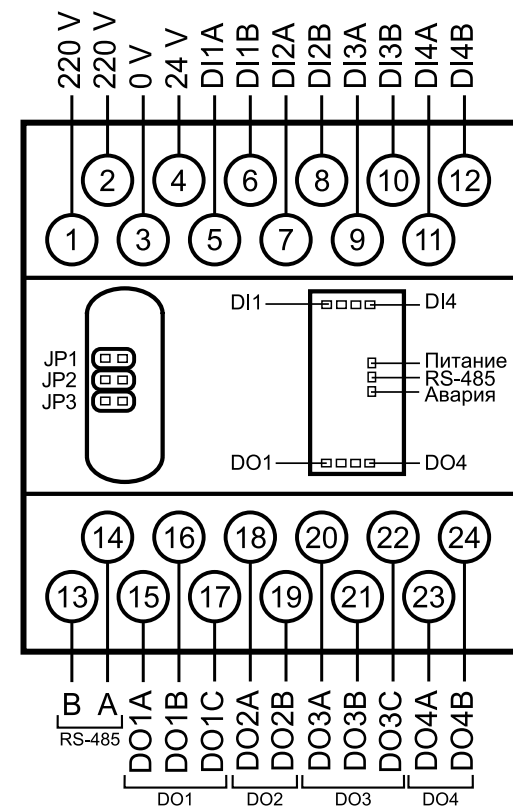 220 V 220 V 0 V 24 V DI1A DI1B DI2A DI2B DI3A DI3B DI4A DI4B
2 4 6 8 10 12
1 3 5 7 9 11
DI1 DI4
JP1
JP2
JP3
Питание
RS-485
Авария
DO1 DO4
14 16 18 20 22 24
13 15 17 19 21 23
B A DO1A DO1B DO1C DO2A DO2B DO3A DO3B DO3C DO4A DO4B
RS-485
DO1 DO2 DO3 DO4